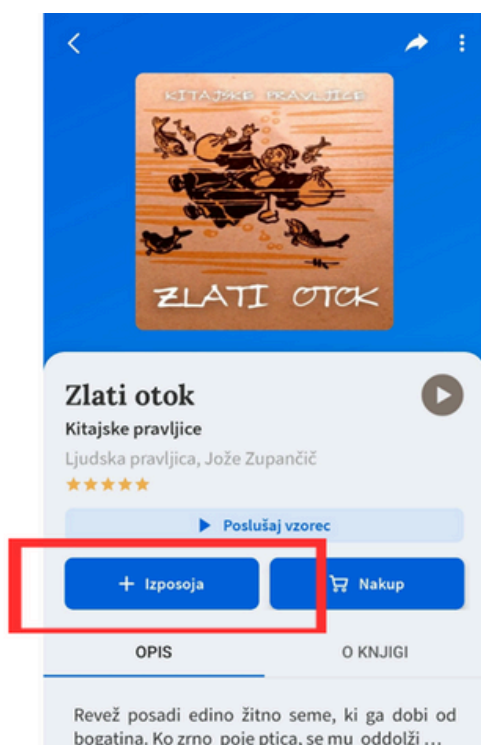 KITAJSKE PRAVLJICE
ZLATI OTOK
Zlati otok
Kitajske pravljice
Ljudska pravljica, Jože Zupančič
Poslušaj vzorec
+ Izposoja
Nakup
OPIS
O KNJIGI
Revež posadi edino žitno seme, ki ga dobi od
bogatina. Ko zrno poje ptica, se mu oddolži ...